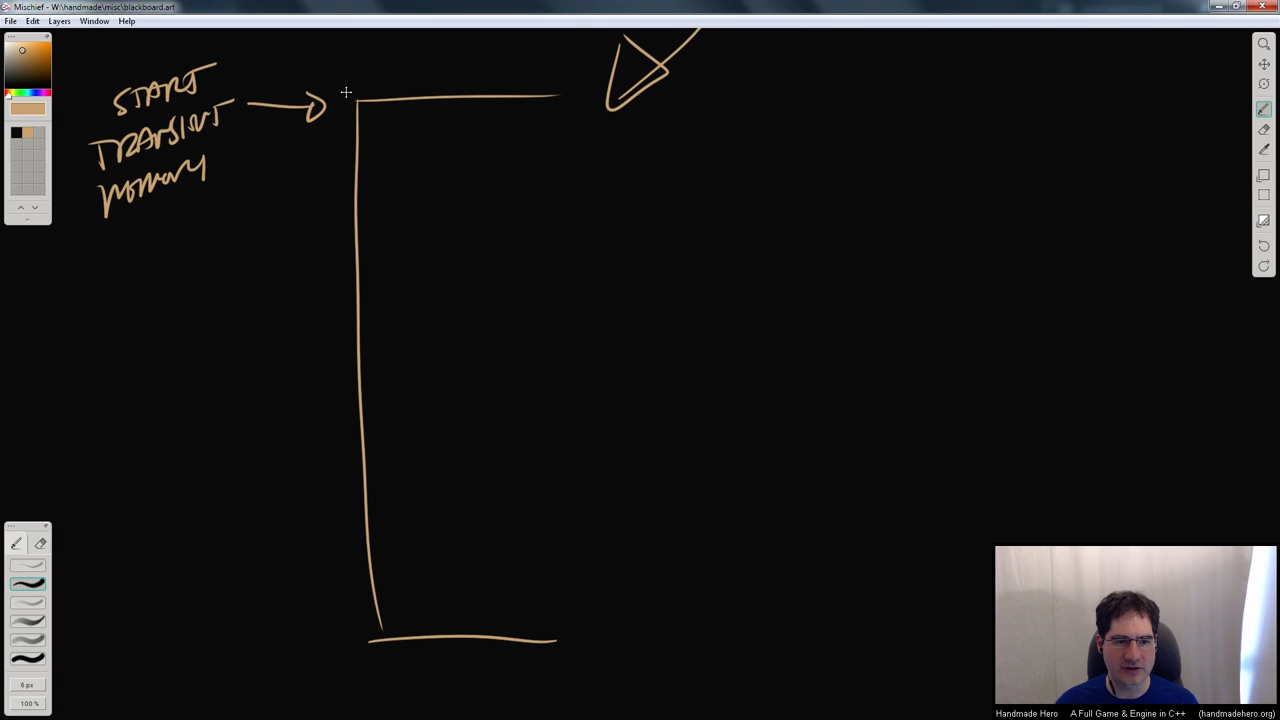 Mischief - W:\handmade\misc\blackboard.art
File Edit Layers Window Help
START
TRANSIENT
MEMORY
6 px
100 %
Handmade Hero A Full Game & Engine in C++ (handmadehero.org)